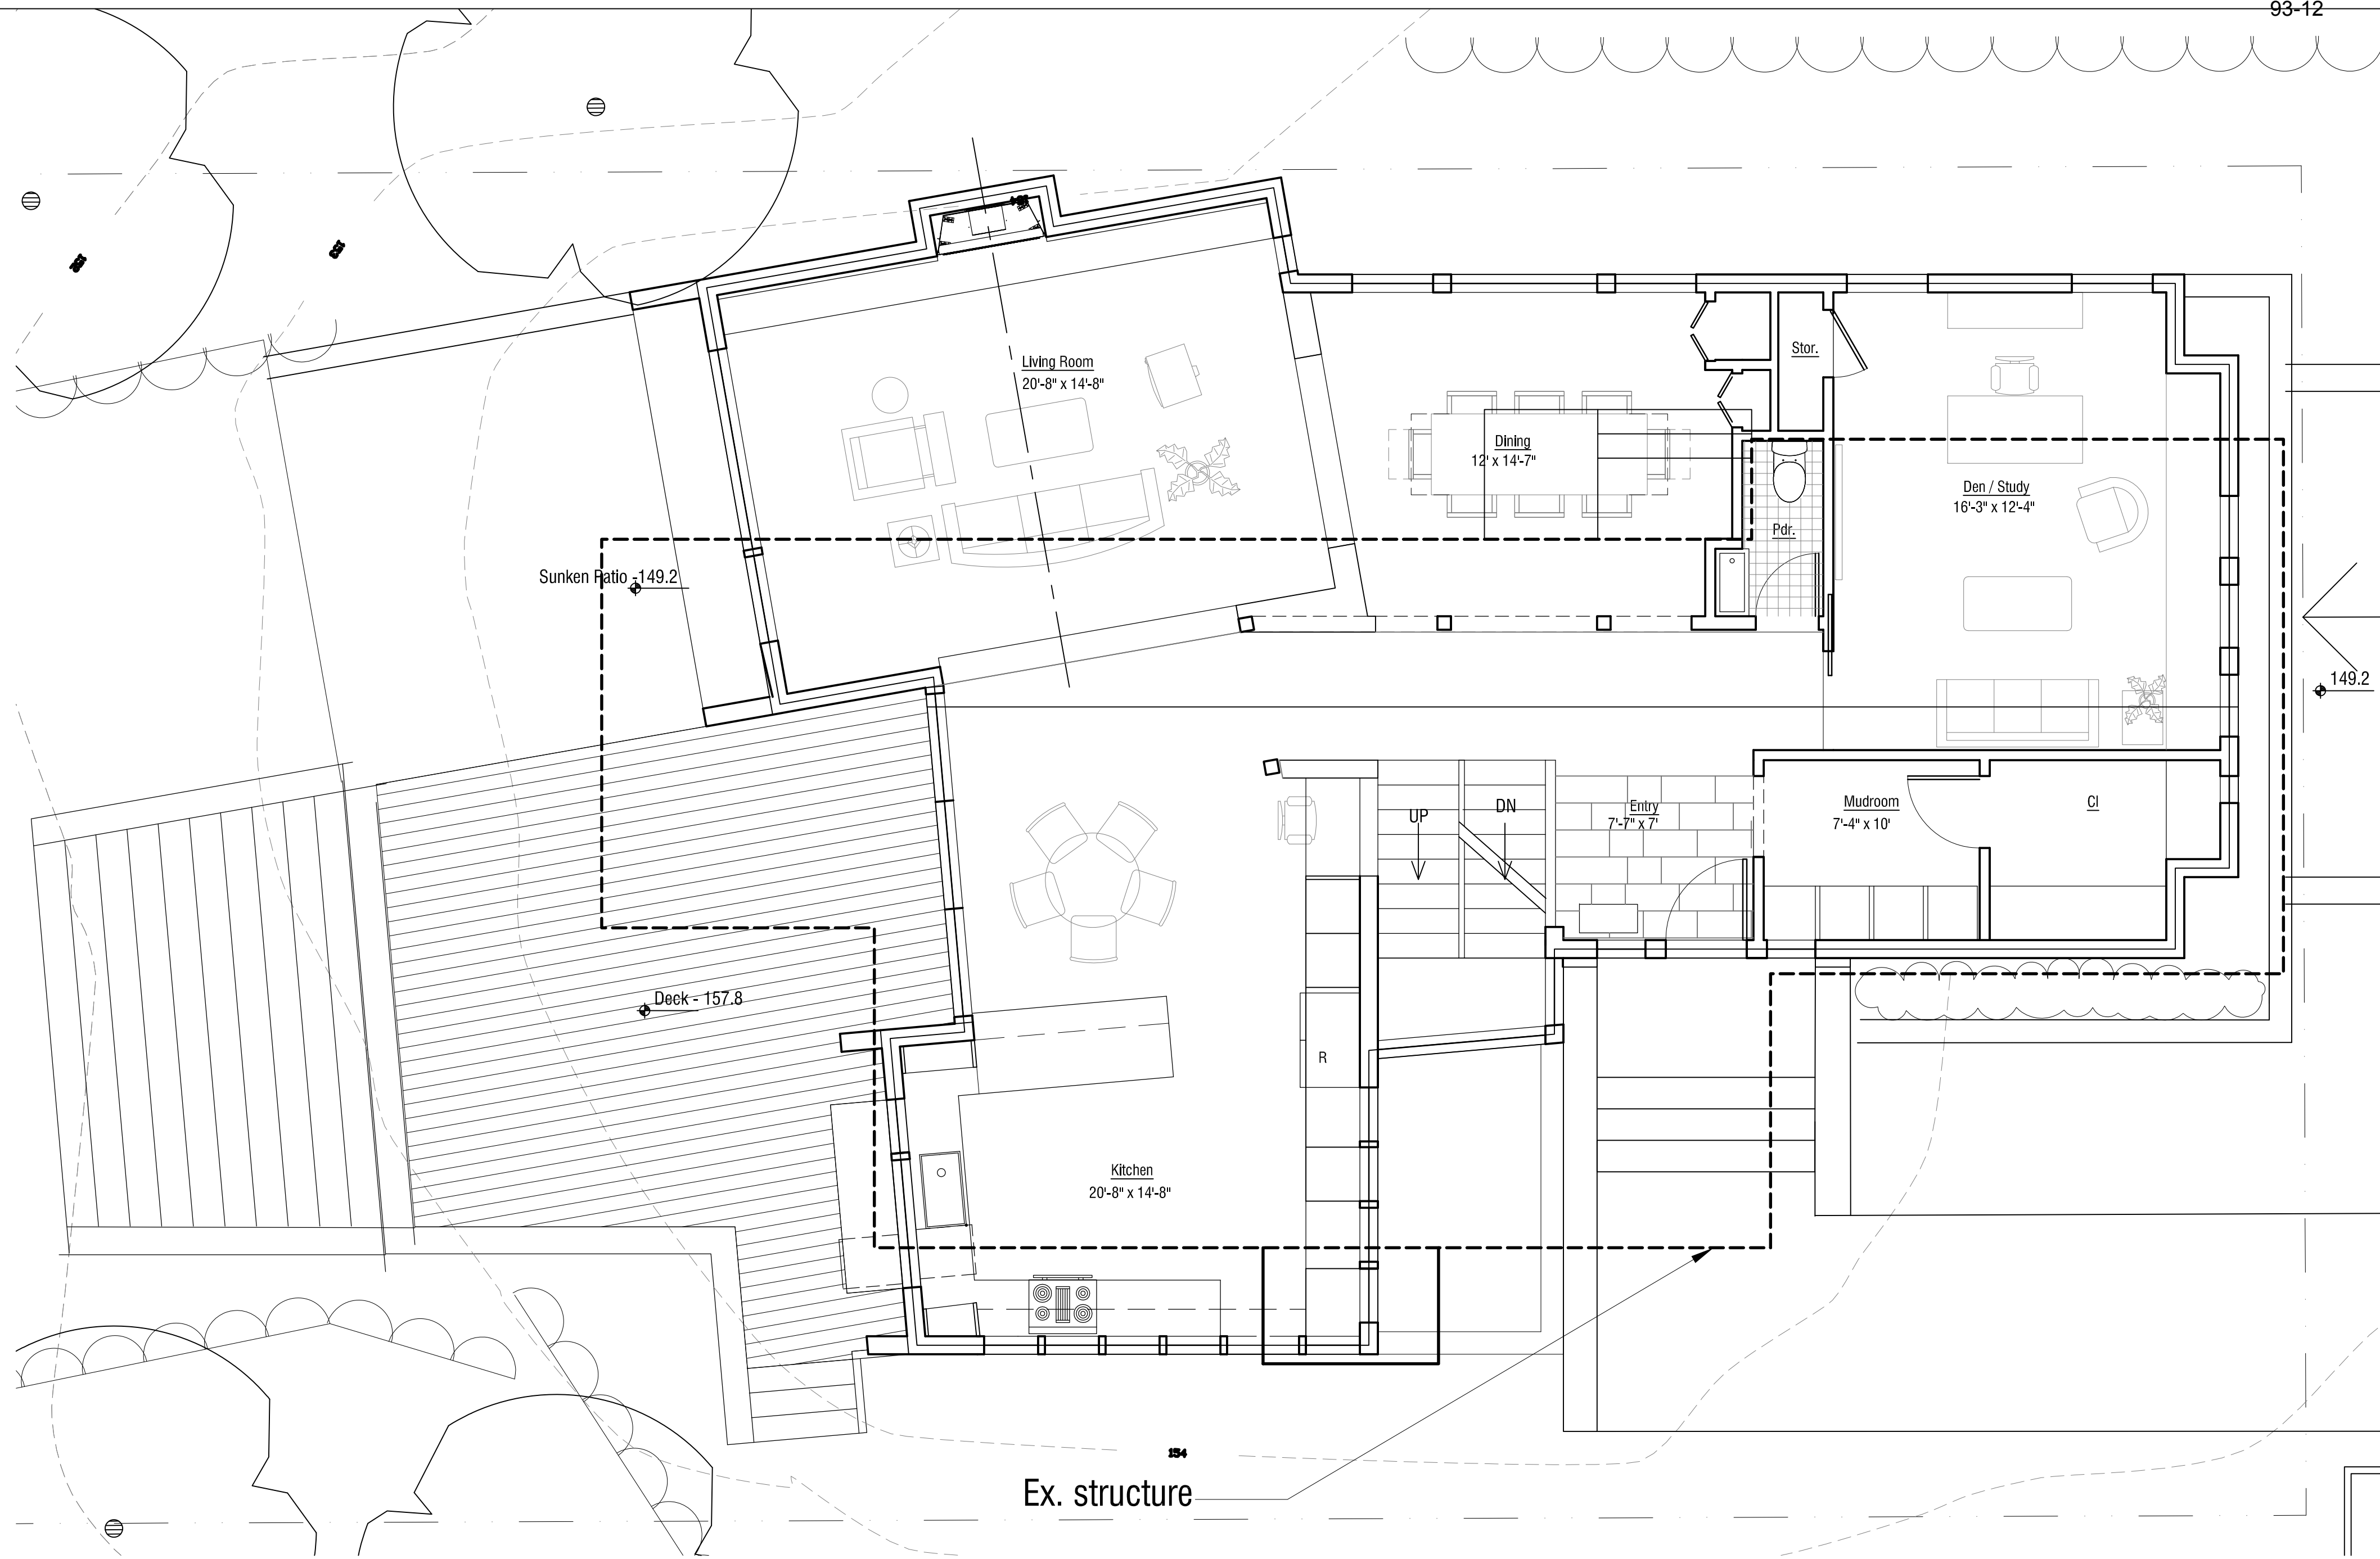 93-12
Living Room
20'-8" x 14'-8"
Stor.
Dining
12' x 14'-7"
Den / Study
16'-3" x 12'-4"
Pdr.
Sunken Patio -149.2
149.2
UP
DN
Entry
7'-7" x 7'
Mudroom
7'-4" x 10'
Cl
Deck - 157.8
R
Kitchen
20'-8" x 14'-8"
154
Ex. structure